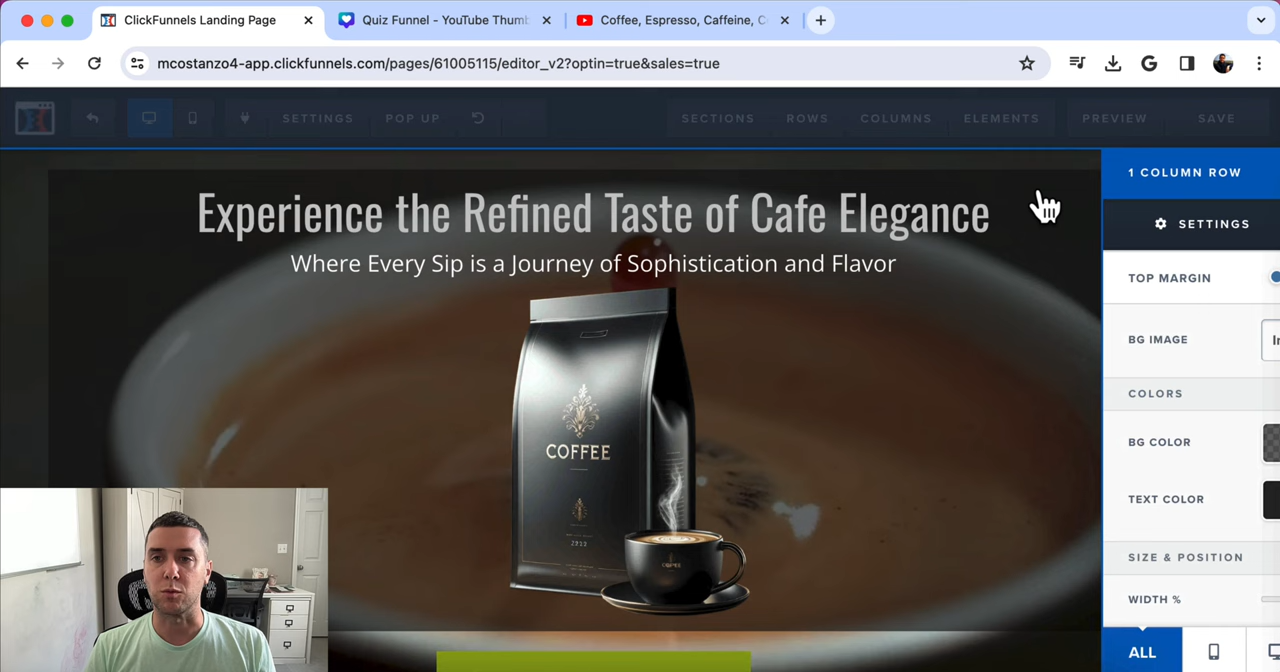 ClickFunnels Landing Page
Quiz Funnel - YouTube Thumb
Coffee, Espresso, Caffeine, C
mcostanzo4-app.clickfunnels.com/pages/61005115/editor_v2?optin=true&sales=true
SETTINGS
POP UP
SECTIONS
ROWS
COLUMNS
ELEMENTS
PREVIEW
SAVE
Experience the Refined Taste of Cafe Elegance
Where Every Sip is a Journey of Sophistication and Flavor
COFFEE
1 COLUMN ROW
SETTINGS
TOP MARGIN
BG IMAGE
COLORS
BG COLOR
TEXT COLOR
SIZE & POSITION
WIDTH %
ALL